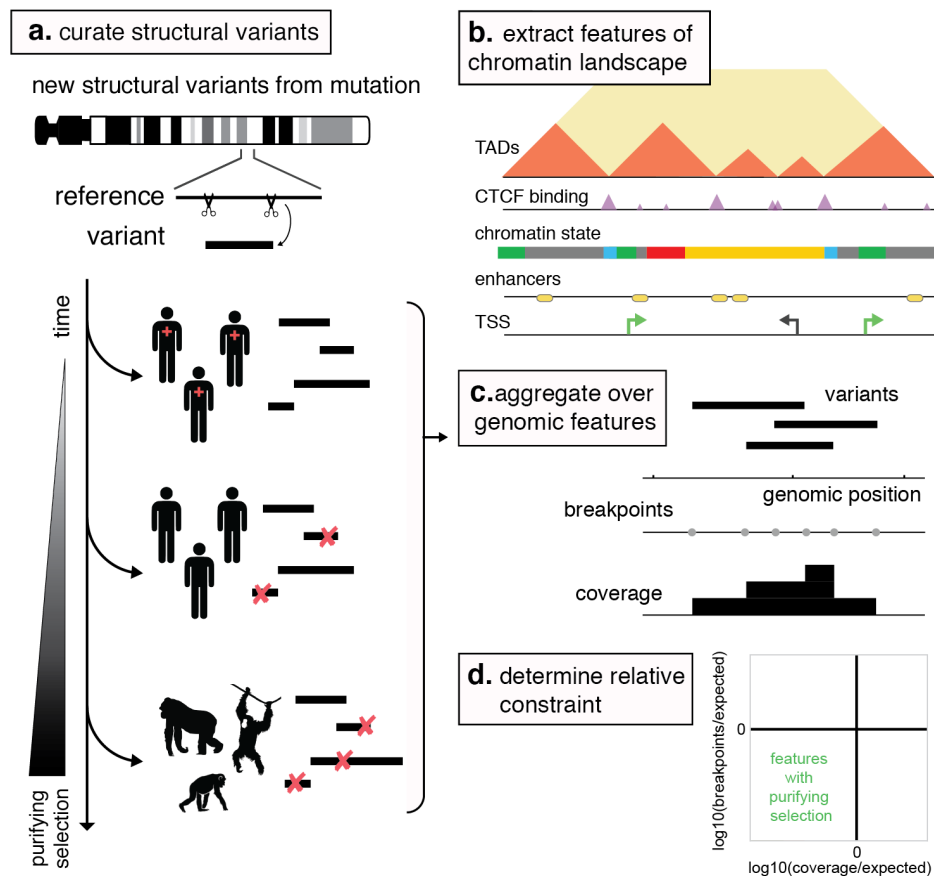 a. curate structural variants
new structural variants from mutation
reference
variant
time
purifying
selection
b. extract features of
chromatin landscape
TADs
CTCF binding
chromatin state
enhancers
TSS
c. aggregate over
genomic features
variants
genomic position
breakpoints
coverage
d. determine relative
constraint
log10(breakpoints/expected)
0
features
with
purifying
selection
0
log10(coverage/expected)